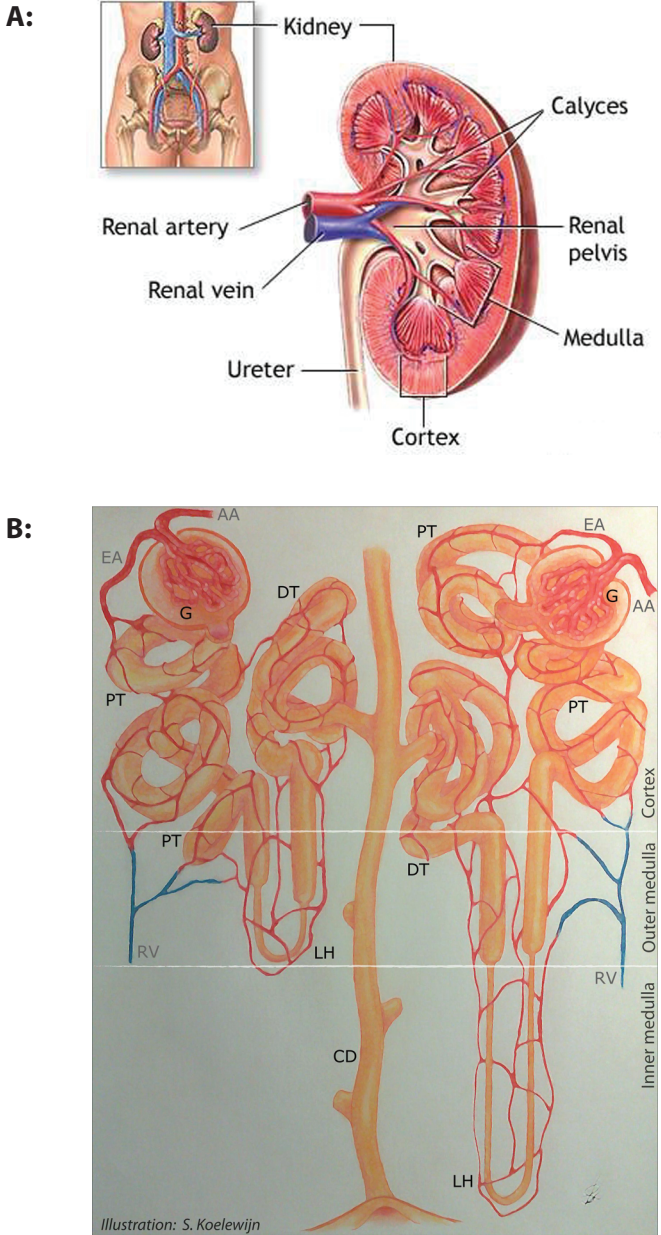 A:
Kidney
Calyces
Renal artery
Renal
pelvis
Renal vein
Medulla
Ureter
Cortex
B:
AA
PT
EA
EA
DT
G
G
AA
PT
PT
Cortex
PT
DT
Outer medulla
RV
LH
RV
Inner medulla
CD
LH
Illustration: S. Koelewijn